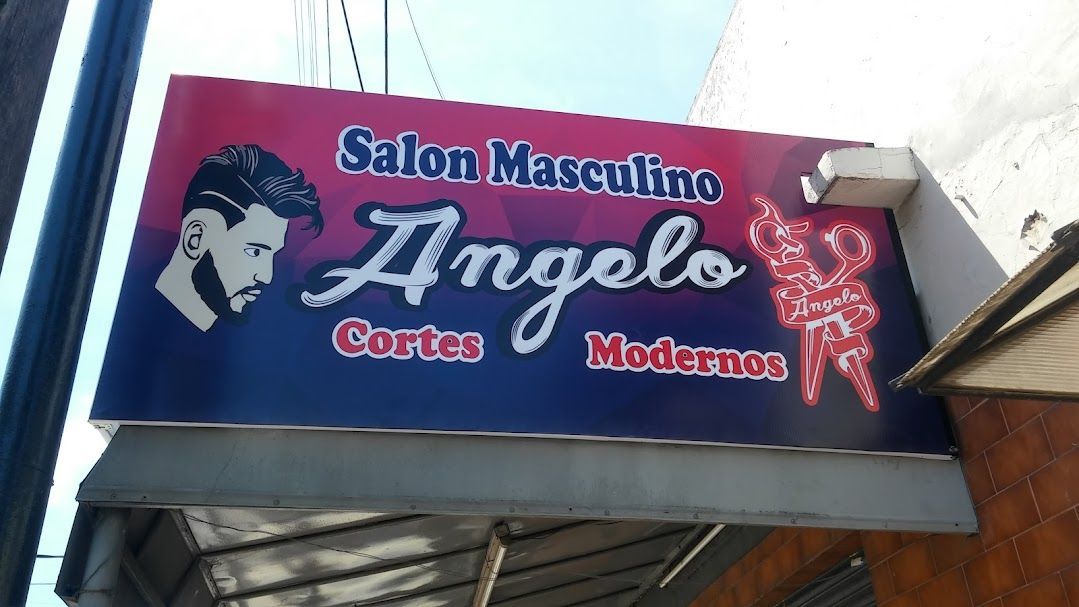 Salon Masculino
Angelo
Cortes Modernos
Angelo